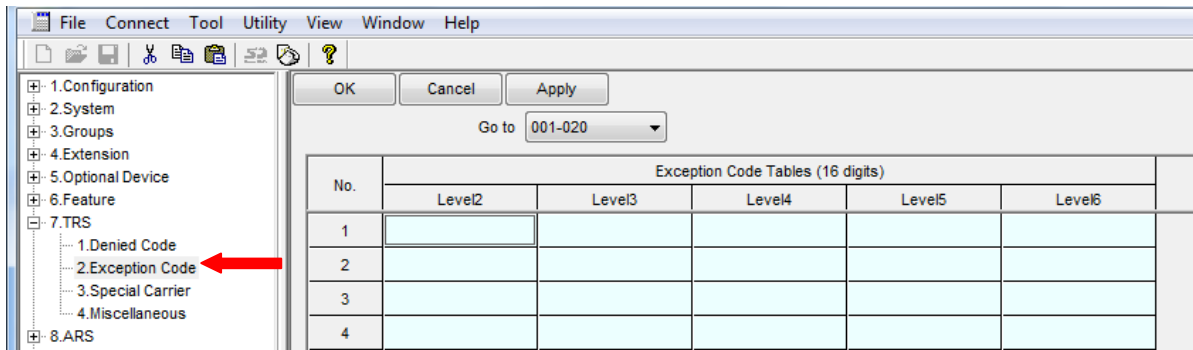 File Connect Tool Utility View Window Help
1.Configuration
2.System
3.Groups
4.Extension
5.Optional Device
6.Feature
7.TRS
1.Denied Code
2.Exception Code
3.Special Carrier
4.Miscellaneous
8.ARS
OK Cancel Apply
Go to 001-020
No. Exception Code Tables (16 digits)
Level2 Level3 Level4 Level5 Level6
1
2
3
4